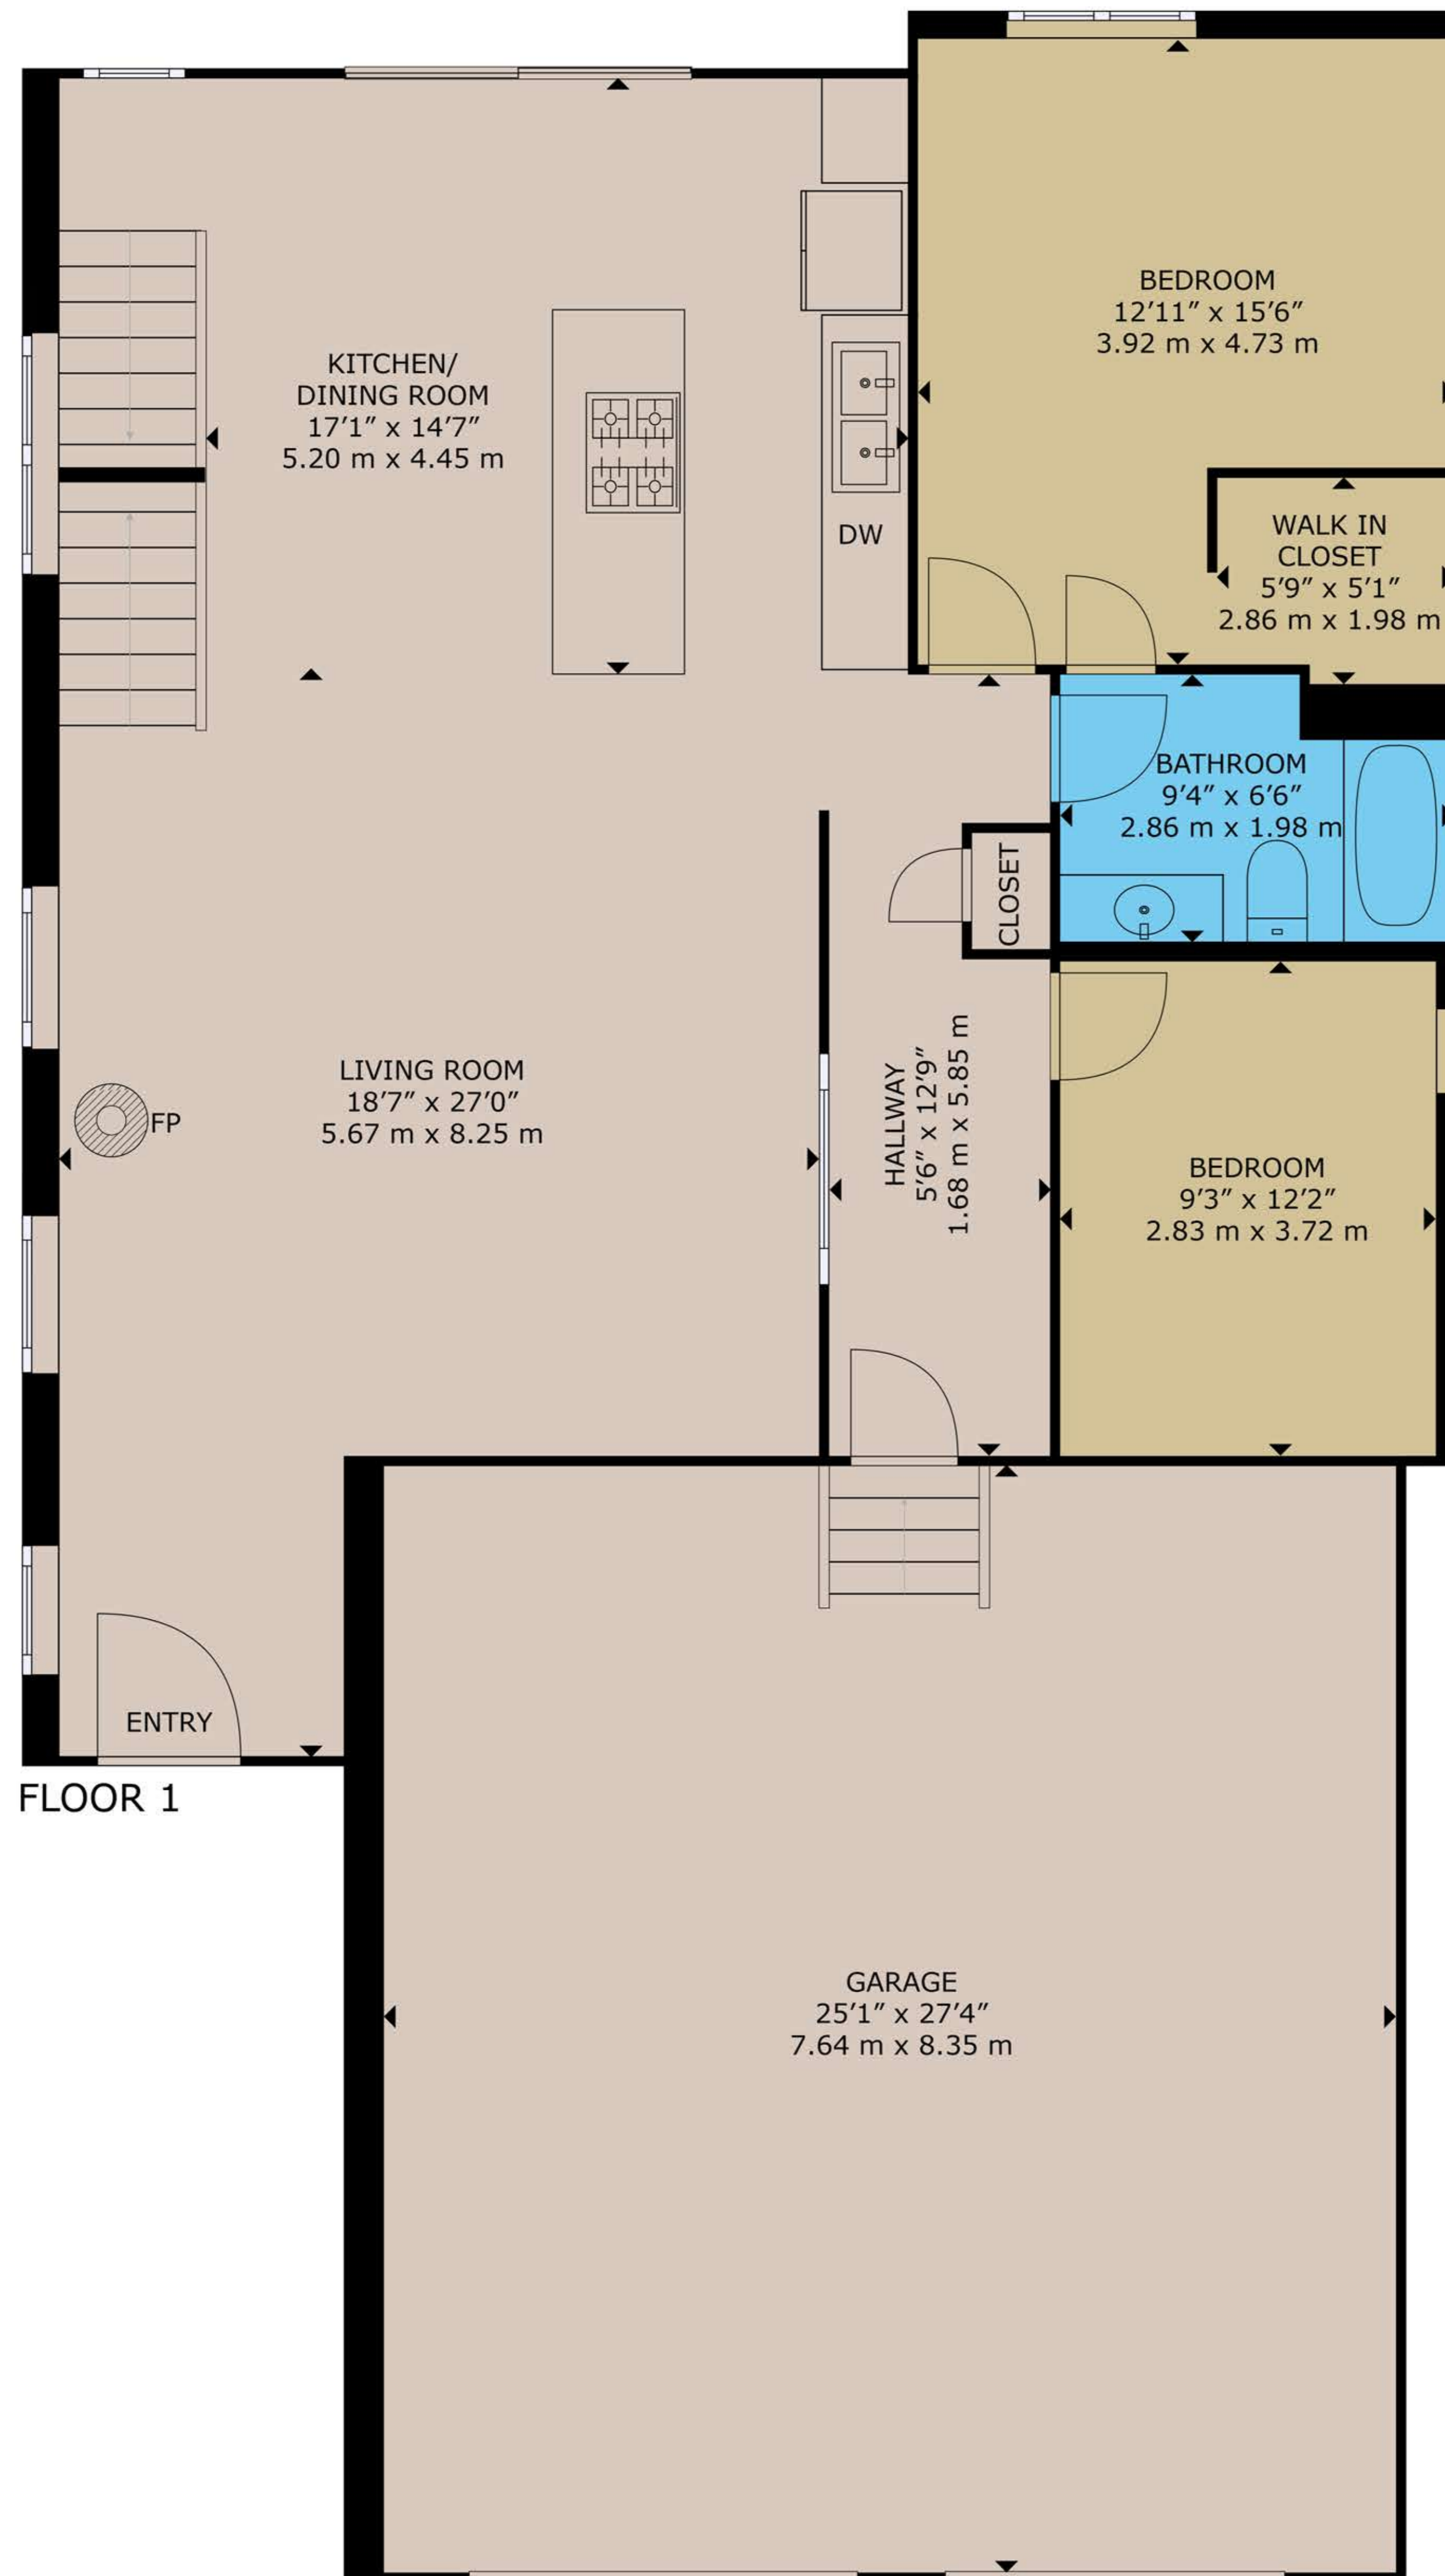 BEDROOM
12'11" x 15'6"
3.92 m x 4.73 m
KITCHEN/
DINING ROOM
17'1" x 14'7"
5.20 m x 4.45 m
DW
WALK IN
CLOSET
5'9" x 5'1"
2.86 m x 1.98 m
BATHROOM
9'4" x 6'6"
2.86 m x 1.98 m
CLOSET
LIVING ROOM
18'7" x 27'0"
5.67 m x 8.25 m
FP
HALLWAY
5'6" x 12'9"
1.68 m x 5.85 m
BEDROOM
9'3" x 12'2"
2.83 m x 3.72 m
ENTRY
FLOOR 1
GARAGE
25'1" x 27'4"
7.64 m x 8.35 m